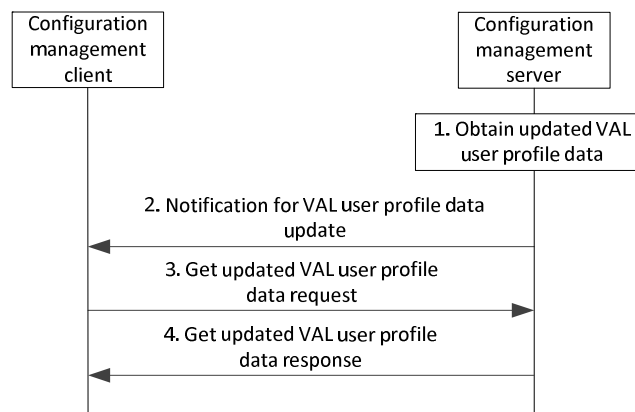 Configuration
management
client
Configuration
management
server
1. Obtain updated VAL
user profile data
2. Notification for VAL user profile data
update
3. Get updated VAL user profile
data request
4. Get updated VAL user profile
data response